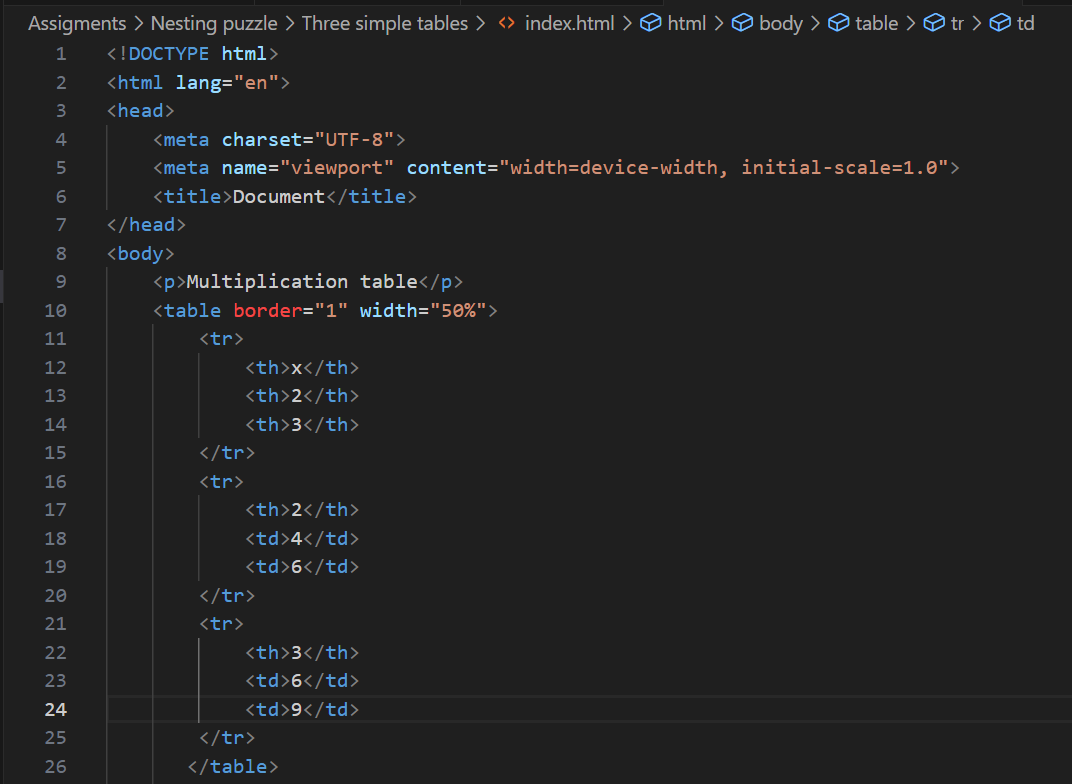 Assigments > Nesting puzzle > Three simple tables > <> index.html > html > body > table > tr > td
1 <!DOCTYPE html>
2 <html lang="en">
3 <head>
4     <meta charset="UTF-8">
5     <meta name="viewport" content="width=device-width, initial-scale=1.0">
6     <title>Document</title>
7 </head>
8 <body>
9     <p>Multiplication table</p>
10     <table border="1" width="50%">
11         <tr>
12             <th>x</th>
13             <th>2</th>
14             <th>3</th>
15         </tr>
16         <tr>
17             <th>2</th>
18             <td>4</td>
19             <td>6</td>
20         </tr>
21         <tr>
22             <th>3</th>
23             <td>6</td>
24             <td>9</td>
25         </tr>
26        </table>